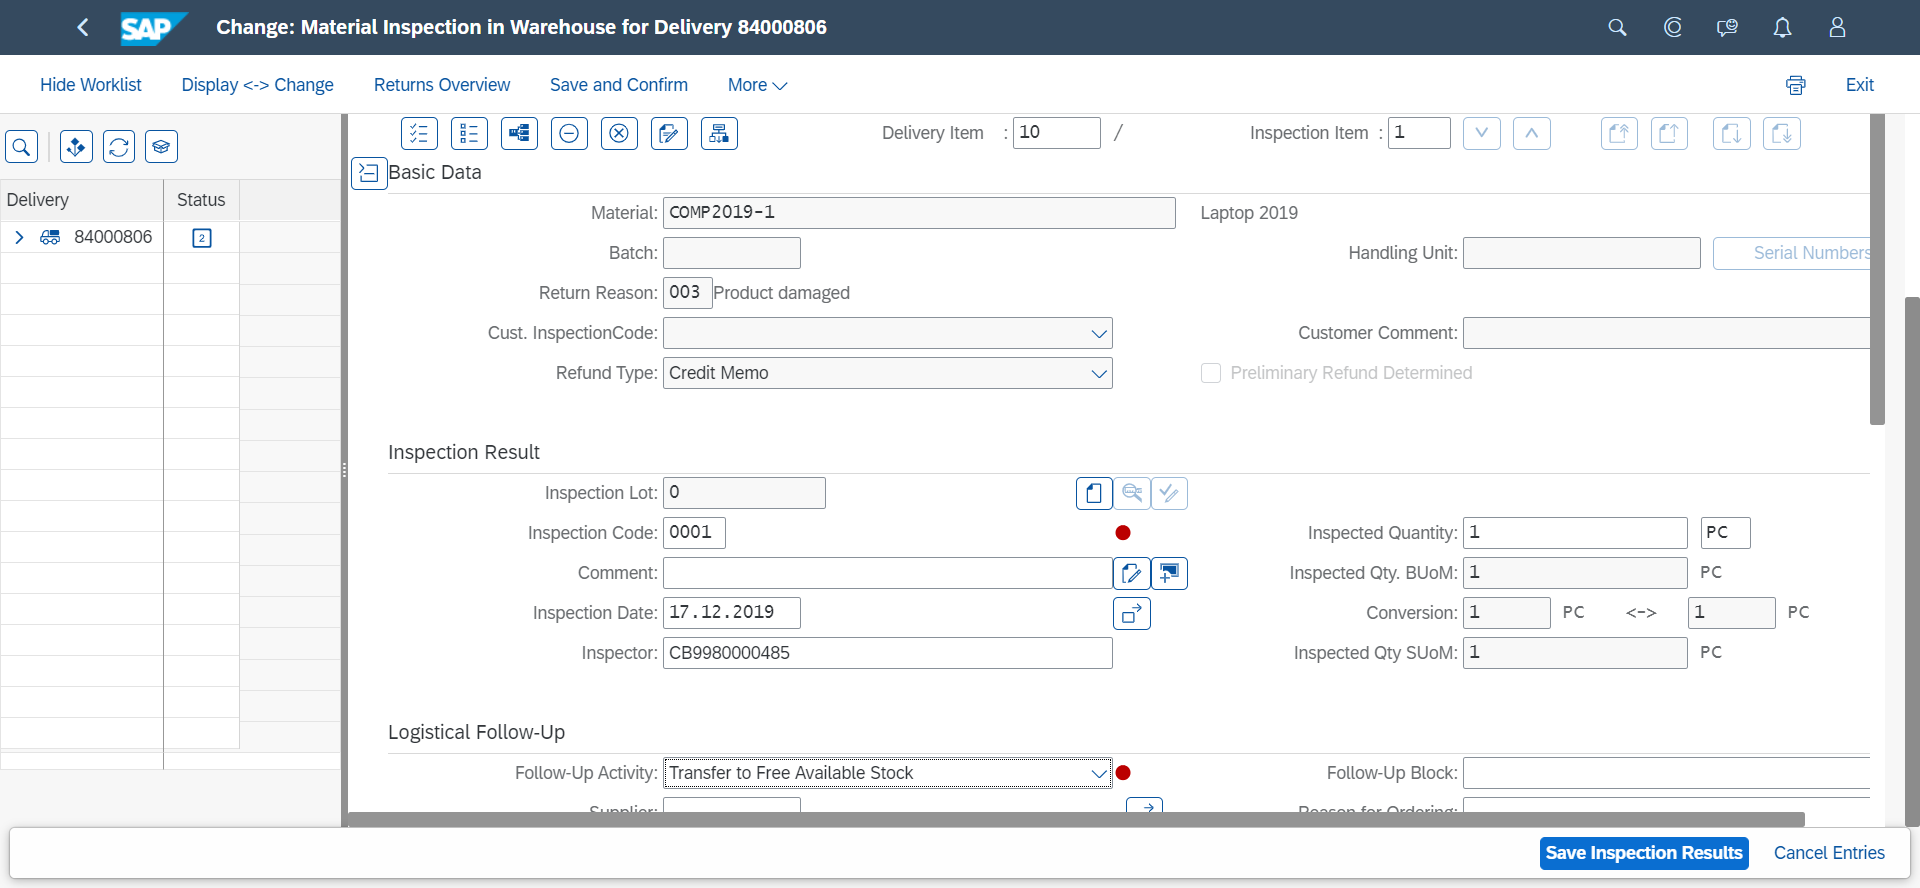 SAP Change: Material Inspection in Warehouse for Delivery 84000806
Hide Worklist Display <-> Change Returns Overview Save and Confirm More Exit
Delivery Item : 10 / Inspection Item : 1
Basic Data
Delivery Status
84000806 2
Material: COMP2019-1 Laptop 2019
Batch: Handling Unit: Serial Numbers
Return Reason: 003 Product damaged
Cust. InspectionCode: Customer Comment:
Refund Type: Credit Memo Preliminary Refund Determined
Inspection Result
Inspection Lot: 0
Inspection Code: 0001 Inspected Quantity: 1 PC
Comment: Inspected Qty. BUoM: 1 PC
Inspection Date: 17.12.2019 Conversion: 1 PC <-> 1 PC
Inspector: CB9980000485 Inspected Qty SUoM: 1 PC
Logistical Follow-Up
Follow-Up Activity: Transfer to Free Available Stock Follow-Up Block:
Supplier: Reason for Ordering:
Save Inspection Results Cancel Entries